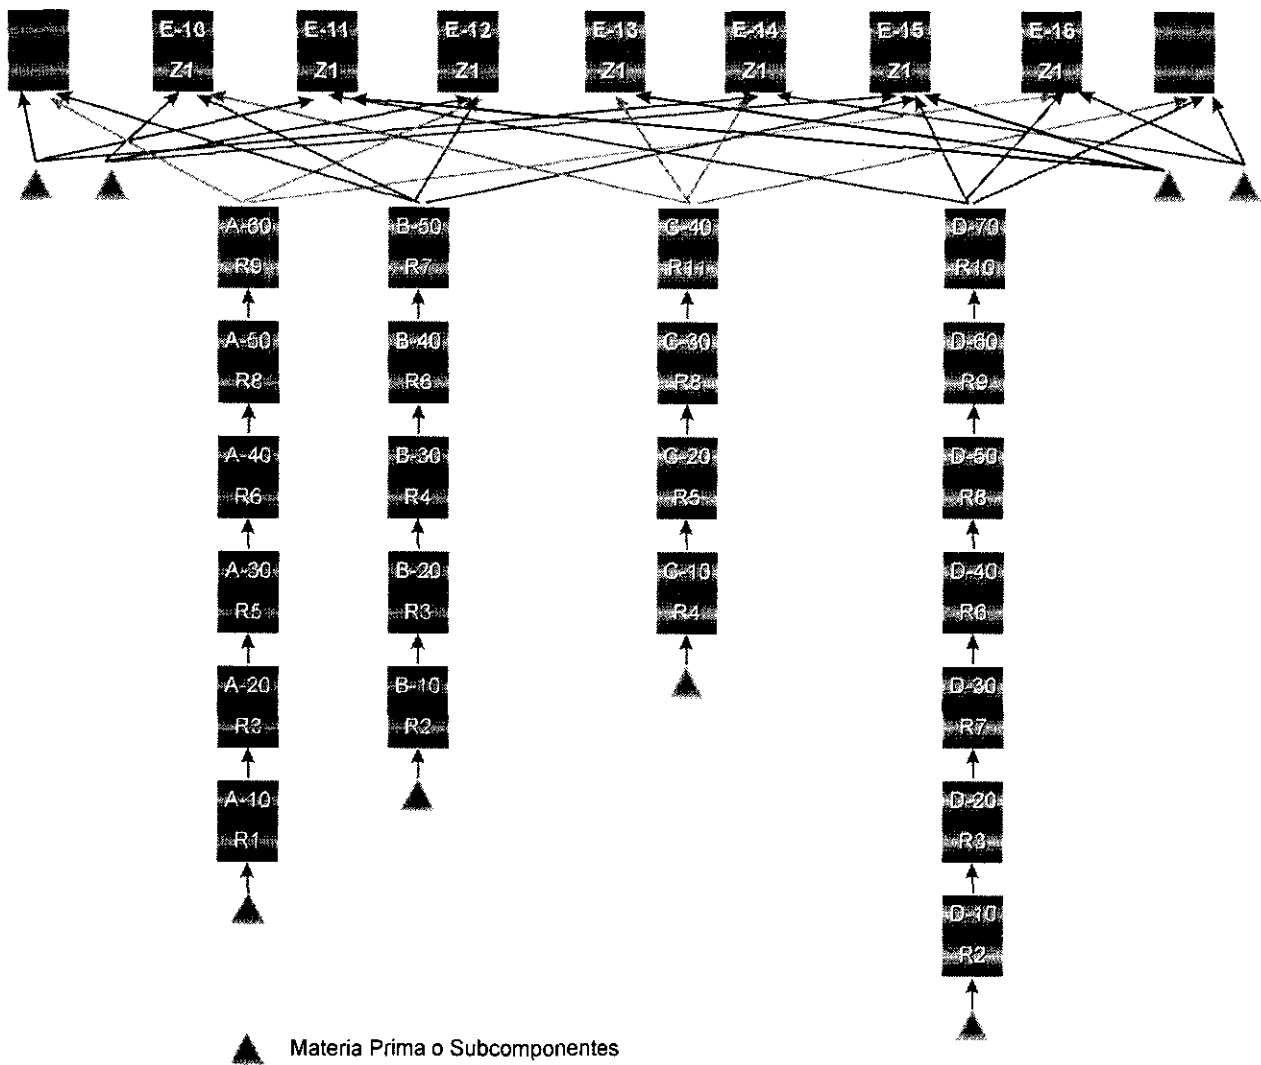 E-10 E-11 E-12 E-13 E-14 E-15 E-16
Z1 Z1 Z1 Z1 Z1 Z1 Z1
A-60 B-50 C-40 D-70
R9 R7 R11 R10
A-50 B-40 C-30 D-60
R8 R6 R8 R9
A-40 B-30 C-20 D-50
R6 R4 R5 R8
A-30 B-20 C-10 D-40
R5 R3 R4 R6
A-20 B-10 D-30
R3 R2 R7
A-10 D-20
R1 R3
D-10
R2
Materia Prima o Subcomponentes